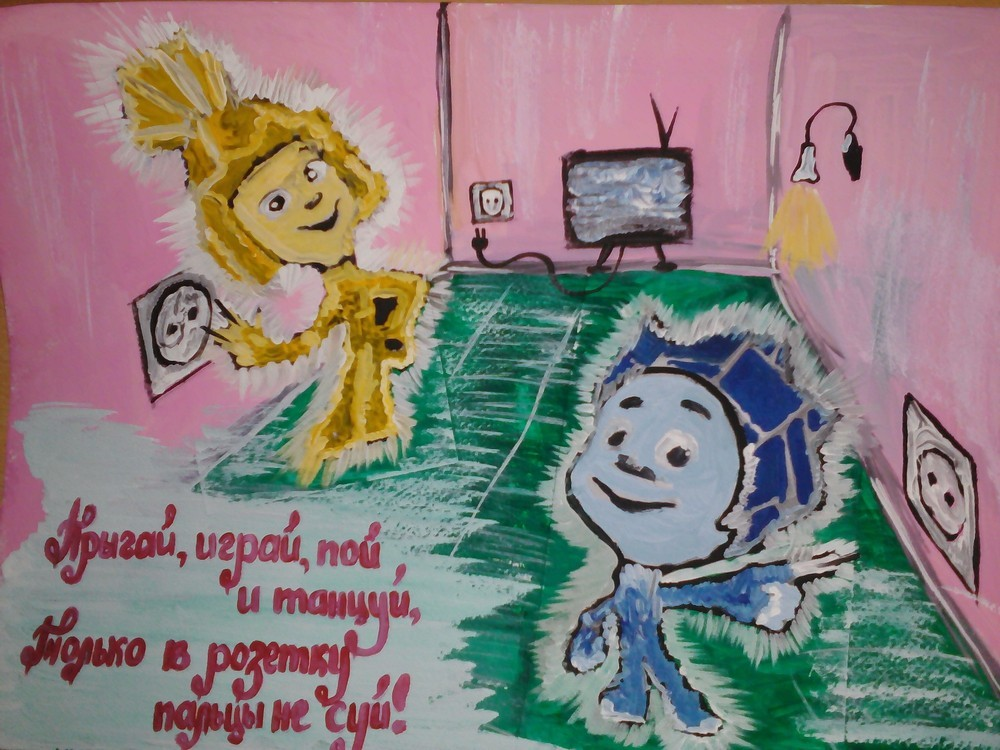 Прыгай, играй, пой
и танцуй,
Только в розетку
пальцы не суй!